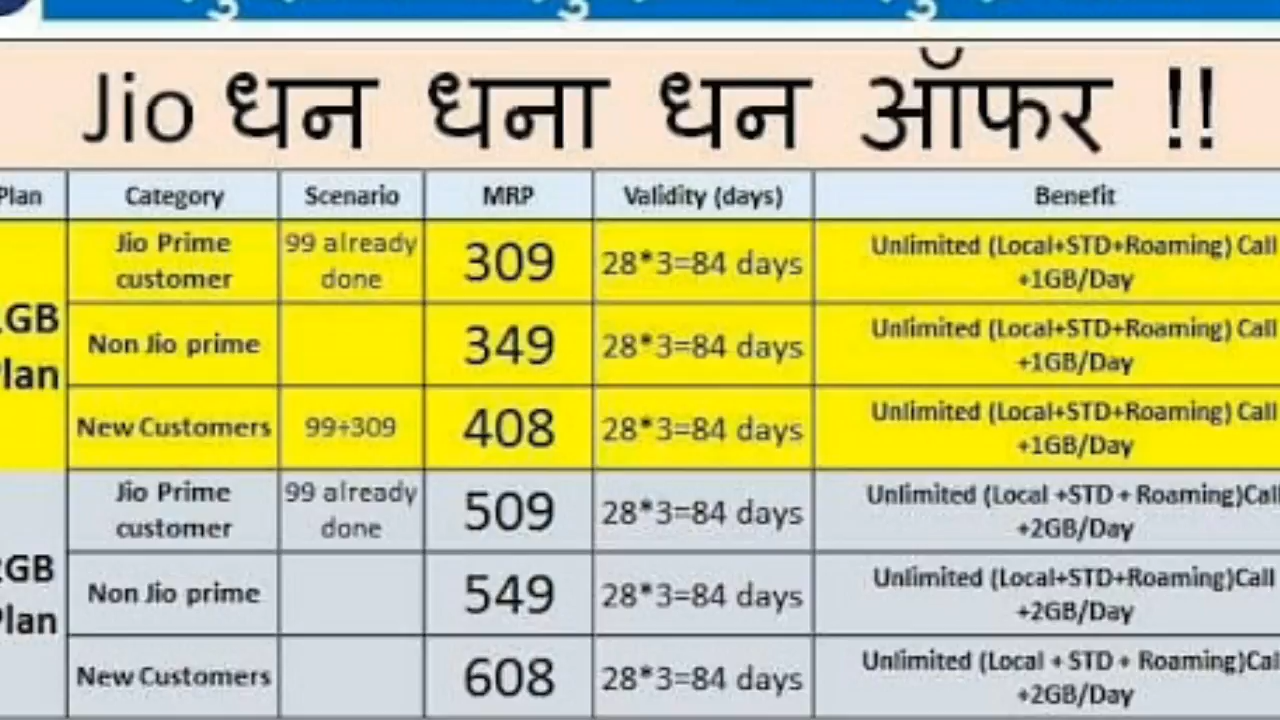 Jio धन धना धन ऑफर !!
Plan Category Scenario MRP Validity (days) Benefit
GB Plan
Jio Prime customer 99 already done 309 28*3=84 days Unlimited (Local+STD+Roaming) Call +1GB/Day
Non Jio prime 349 28*3=84 days Unlimited (Local+STD+Roaming) Call +1GB/Day
New Customers 99+309 408 28*3=84 days Unlimited (Local+STD+Roaming) Call +1GB/Day
2GB Plan
Jio Prime customer 99 already done 509 28*3=84 days Unlimited (Local +STD + Roaming)Call +2GB/Day
Non Jio prime 549 28*3=84 days Unlimited (Local+STD+Roaming)Call +2GB/Day
New Customers 608 28*3=84 days Unlimited (Local + STD + Roaming)Cal +2GB/Day